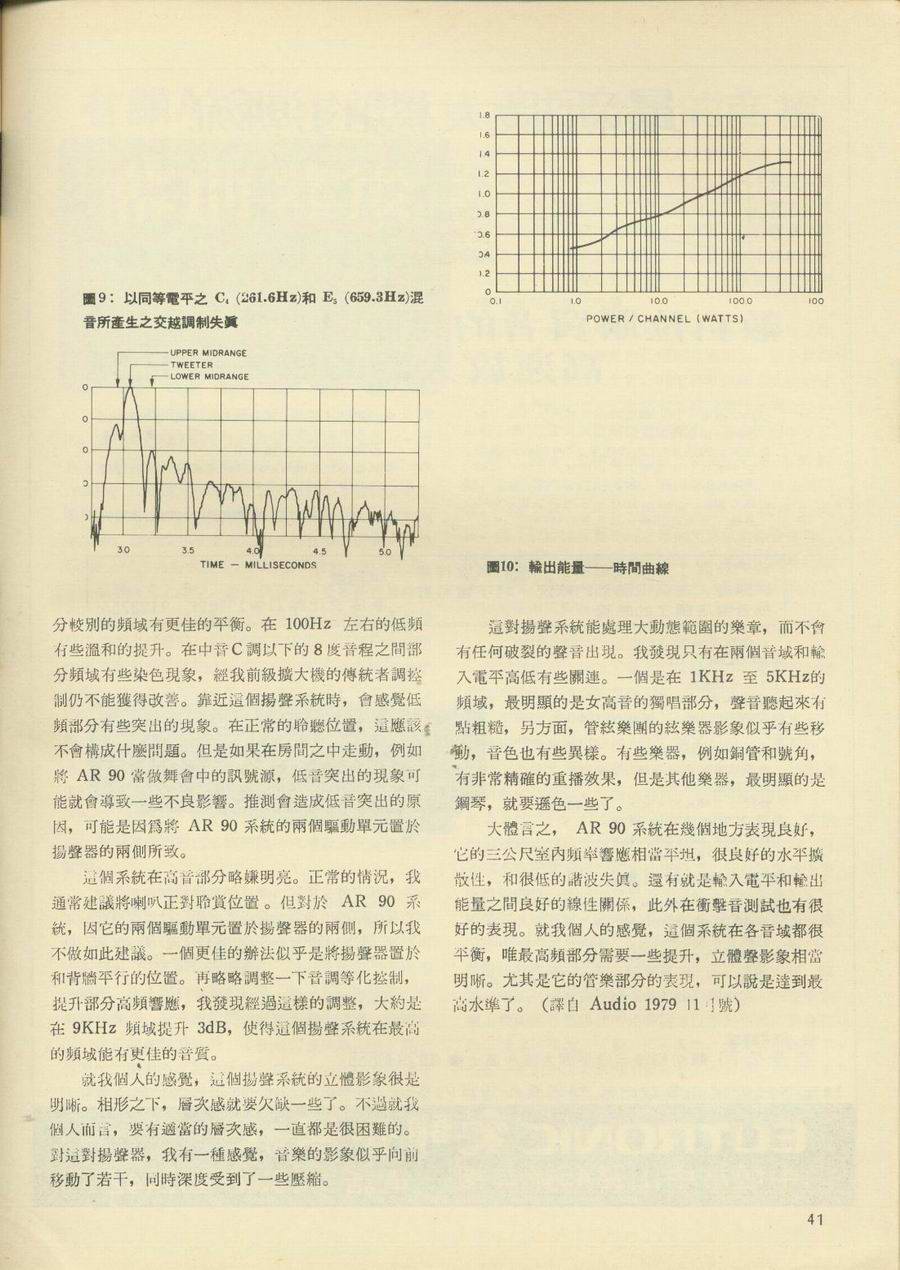 1.8
1.6
1.4
1.2
1.0
0.8
0.6
0.4
0.2
0
0.1 1.0 10.0 100.0 100
POWER / CHANNEL (WATTS)
圖9：以同等電平之 C₄ (261.6Hz)和 E₅ (659.3Hz)混
音所產生之交越調制失眞
UPPER MIDRANGE
TWEETER
LOWER MIDRANGE
0
0
0
0
3.0 3.5 4.0 4.5 5.0
TIME — MILLISECONDS
圖10：輸出能量——時間曲線
分較別的頻域有更佳的平衡。在 100Hz 左右的低頻
有些溫和的提升。在中音C調以下的8度音程之間部
分頻域有些染色現象，經我前級擴大機的傳統者調控
制仍不能獲得改善。靠近這個揚聲系統時，會感覺低
頻部分有些突出的現象。在正常的聆聽位置，這應該
不會構成什麼問題。但是如果在房間之中走動，例如
將 AR 90 當做舞會中的訊號源，低音突出的現象可
能就會導致一些不良影響。推測會造成低音突出的原
因，可能是因爲將 AR 90 系統的兩個驅動單元置於
揚聲器的兩側所致。
這個系統在高音部分略嫌明亮。正常的情況，我
通常建議將喇叭正對聆賞位置。但對於 AR 90 系
統，因它的兩個驅動單元置於揚聲器的兩側，所以我
不做如此建議。一個更佳的辦法似乎是將揚聲器置於
和背牆平行的位置。再略略調整一下音調等化控制，
提升部分高頻響應，我發現經過這樣的調整，大約是
在 9KHz 頻域提升 3dB，使得這個揚聲系統在最高
的頻域能有更佳的音質。
就我個人的感覺，這個揚聲系統的立體影象很是
明晰。相形之下，層次感就要欠缺一些了。不過就我
個人而言，要有適當的層次感，一直都是很困難的。
對這對揚聲器，我有一種感覺，音樂的影象似乎向前
移動了若干，同時深度受到了一些壓縮。
這對揚聲系統能處理大動態範圍的樂章，而不會
有任何破裂的聲音出現。我發現只有在兩個音域和輸
入電平高低有些關連。一個是在 1KHz 至 5KHz的
頻域，最明顯的是女高音的獨唱部分，聲音聽起來有
點粗糙，另方面，管絃樂團的絃樂器影象似乎有些移
動，音色也有些異樣。有些樂器，例如銅管和號角，
有非常精確的重播效果，但是其他樂器，最明顯的是
鋼琴，就要遜色一些了。
大體言之， AR 90 系統在幾個地方表現良好，
它的三公尺室內頻率響應相當平坦，很良好的水平擴
散性，和很低的諧波失眞。還有就是輸入電平和輸出
能量之間良好的線性關係，此外在衝擊音測試也有很
好的表現。就我個人的感覺，這個系統在各音域都很
平衡，唯最高頻部分需要一些提升，立體聲影象相當
明晰。尤其是它的管樂部分的表現，可以說是達到最
高水準了。（譯自 Audio 1979 11月號）
41